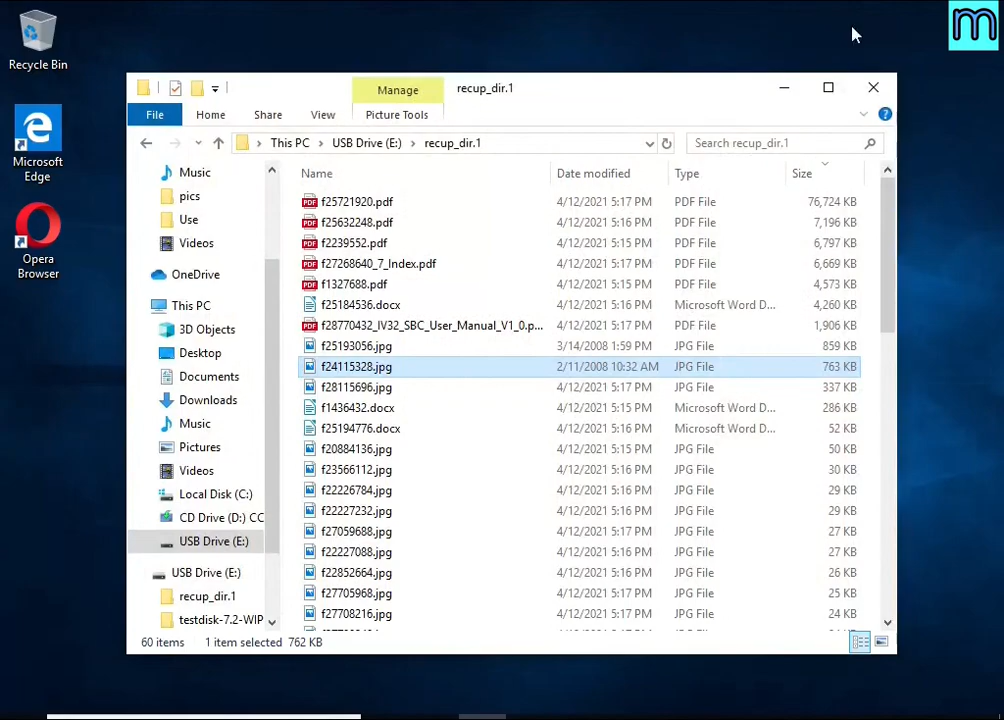 m
Recycle Bin
Microsoft
Edge
Opera
Browser
Manage
recup_dir.1
File
Home
Share
View
Picture Tools
This PC
USB Drive (E:)
recup_dir.1
Search recup_dir.1
Music
pics
Use
Videos
OneDrive
This PC
3D Objects
Desktop
Documents
Downloads
Music
Pictures
Videos
Local Disk (C:)
CD Drive (D:) CC
USB Drive (E:)
USB Drive (E:)
recup_dir.1
testdisk-7.2-WIP
Name Date modified Type Size
PDF f25721920.pdf 4/12/2021 5:17 PM PDF File 76,724 KB
PDF f25632248.pdf 4/12/2021 5:17 PM PDF File 7,196 KB
PDF f2239552.pdf 4/12/2021 5:15 PM PDF File 6,797 KB
PDF f27268640_7_Index.pdf 4/12/2021 5:17 PM PDF File 6,669 KB
PDF f1327688.pdf 4/12/2021 5:15 PM PDF File 4,573 KB
f25184536.docx 4/12/2021 5:16 PM Microsoft Word D... 4,260 KB
PDF f28770432_IV32_SBC_User_Manual_V1_0.p... 4/12/2021 5:17 PM PDF File 1,906 KB
f25193056.jpg 3/14/2008 1:59 PM JPG File 859 KB
f24115328.jpg 2/11/2008 10:32 AM JPG File 763 KB
f28115696.jpg 4/12/2021 5:17 PM JPG File 337 KB
f1436432.docx 4/12/2021 5:15 PM Microsoft Word D... 286 KB
f25194776.docx 4/12/2021 5:16 PM Microsoft Word D... 52 KB
f20884136.jpg 4/12/2021 5:16 PM JPG File 50 KB
f23566112.jpg 4/12/2021 5:16 PM JPG File 30 KB
f22226784.jpg 4/12/2021 5:16 PM JPG File 29 KB
f22227232.jpg 4/12/2021 5:16 PM JPG File 29 KB
f27059688.jpg 4/12/2021 5:17 PM JPG File 27 KB
f22227088.jpg 4/12/2021 5:16 PM JPG File 27 KB
f22852664.jpg 4/12/2021 5:16 PM JPG File 26 KB
f27705968.jpg 4/12/2021 5:17 PM JPG File 25 KB
f27708216.jpg 4/12/2021 5:17 PM JPG File 24 KB
60 items 1 item selected 762 KB